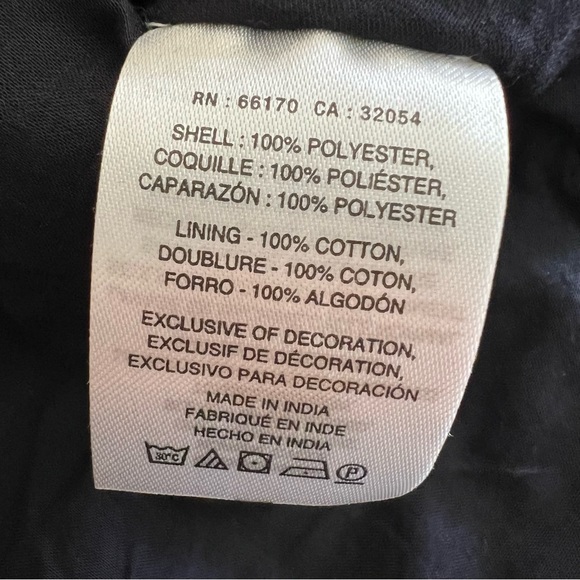 RN : 66170 CA : 32054
SHELL : 100% POLYESTER,
COQUILLE : 100% POLIÉSTER,
CAPARAZÓN : 100% POLYESTER
LINING - 100% COTTON,
DOUBLURE - 100% COTON,
FORRO - 100% ALGODÓN
EXCLUSIVE OF DECORATION,
EXCLUSIF DE DÉCORATION,
EXCLUSIVO PARA DECORACIÓN
MADE IN INDIA
FABRIQUÉ EN INDE
HECHO EN INDIA
30°C P